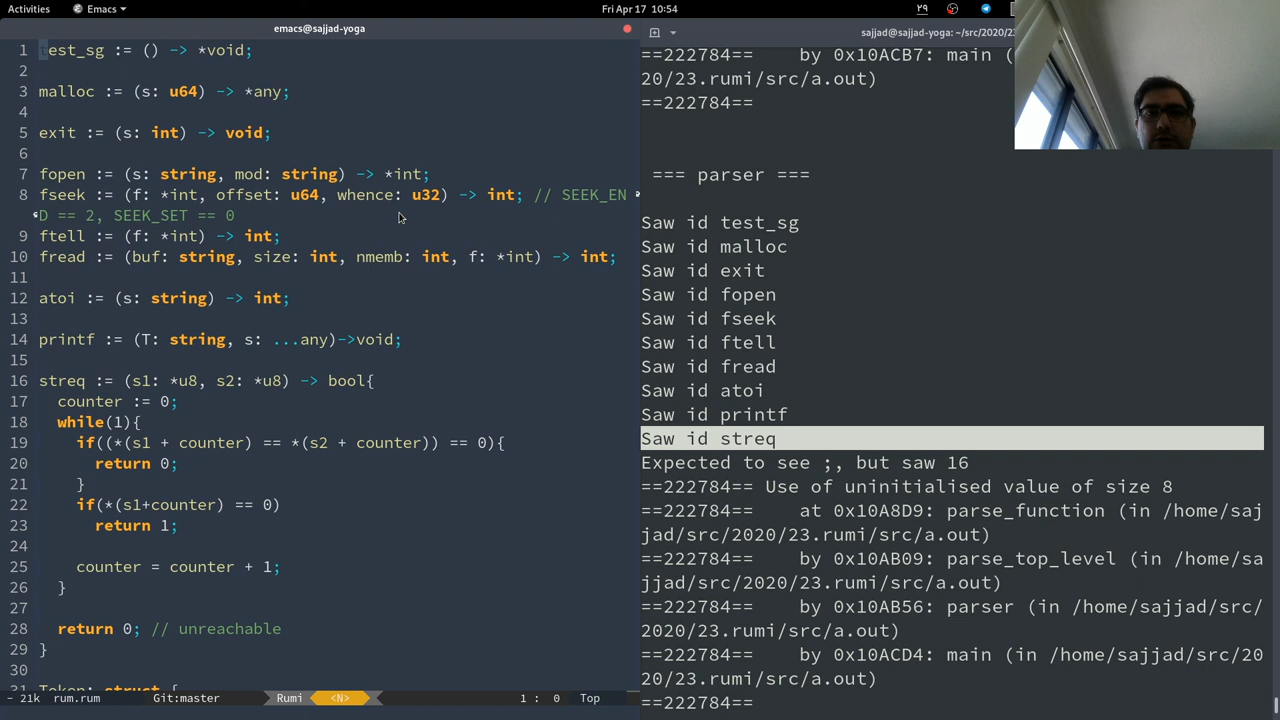 Activities
Emacs
Fri Apr 17 10:54
۲۹
emacs@sajjad-yoga
1 test_sg := () -> *void;
2
3 malloc := (s: u64) -> *any;
4
5 exit := (s: int) -> void;
6
7 fopen := (s: string, mod: string) -> *int;
8 fseek := (f: *int, offset: u64, whence: u32) -> int; // SEEK_EN
D == 2, SEEK_SET == 0
9 ftell := (f: *int) -> int;
10 fread := (buf: string, size: int, nmemb: int, f: *int) -> int;
11
12 atoi := (s: string) -> int;
13
14 printf := (T: string, s: ...any)->void;
15
16 streq := (s1: *u8, s2: *u8) -> bool{
17 counter := 0;
18 while(1){
19 if((*(s1 + counter) == *(s2 + counter)) == 0){
20 return 0;
21 }
22 if(*(s1+counter) == 0)
23 return 1;
24
25 counter = counter + 1;
26 }
27
28 return 0; // unreachable
29 }
30
31 Token: struct {
- 21k rum.rum Git:master Rumi <N> 1 : 0 Top
sajjad@sajjad-yoga: ~/src/2020/23.
==222784== by 0x10ACB7: main (
20/23.rumi/src/a.out)
==222784==
=== parser ===
Saw id test_sg
Saw id malloc
Saw id exit
Saw id fopen
Saw id fseek
Saw id ftell
Saw id fread
Saw id atoi
Saw id printf
Saw id streq
Expected to see ;, but saw 16
==222784== Use of uninitialised value of size 8
==222784== at 0x10A8D9: parse_function (in /home/saj
jad/src/2020/23.rumi/src/a.out)
==222784== by 0x10AB09: parse_top_level (in /home/sa
jjad/src/2020/23.rumi/src/a.out)
==222784== by 0x10AB56: parser (in /home/sajjad/src/
2020/23.rumi/src/a.out)
==222784== by 0x10ACD4: main (in /home/sajjad/src/20
20/23.rumi/src/a.out)
==222784==